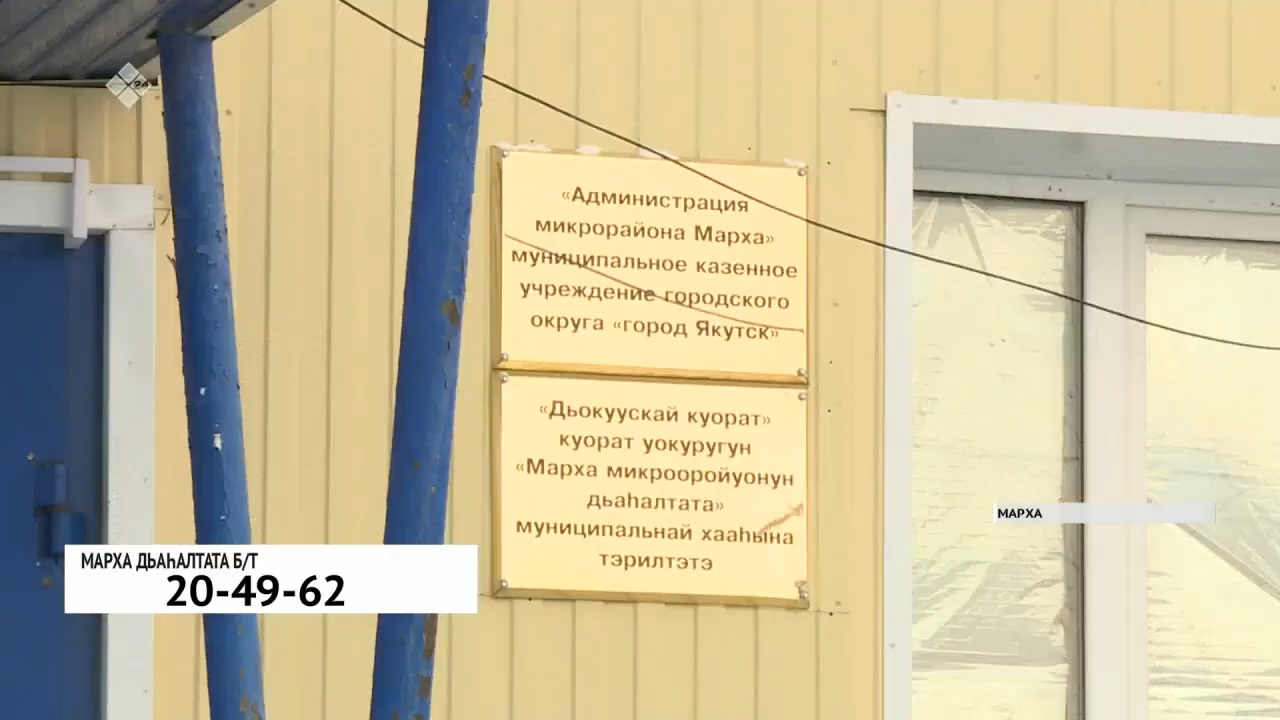 «Администрация
микрорайона Марха»
муниципальное казенное
учреждение городского
округа «город Якутск»
«Дьокуускай куорат»
куорат уокуругун
«Марха микрооройуонун
дьаһалтата»
муниципальнай хааһына
тэрилтэтэ
МАРХА
МАРХА ДЬАҺАЛТАТА Б/Т
20-49-62